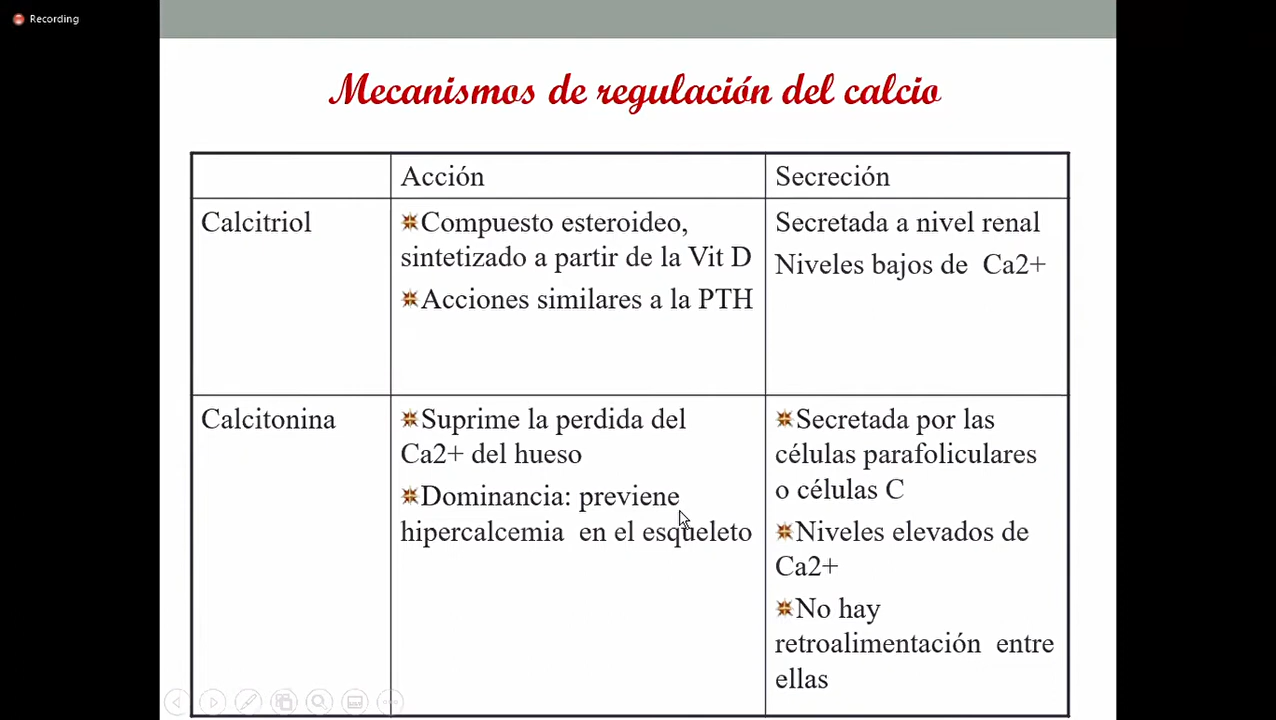 Recording
Mecanismos de regulación del calcio
Acción
Secreción
Calcitriol
Compuesto esteroideo,
sintetizado a partir de la Vit D
Acciones similares a la PTH
Secretada a nivel renal
Niveles bajos de Ca2+
Calcitonina
Suprime la perdida del
Ca2+ del hueso
Dominancia: previene
hipercalcemia en el esqueleto
Secretada por las
células parafoliculares
o células C
Niveles elevados de
Ca2+
No hay
retroalimentación entre
ellas